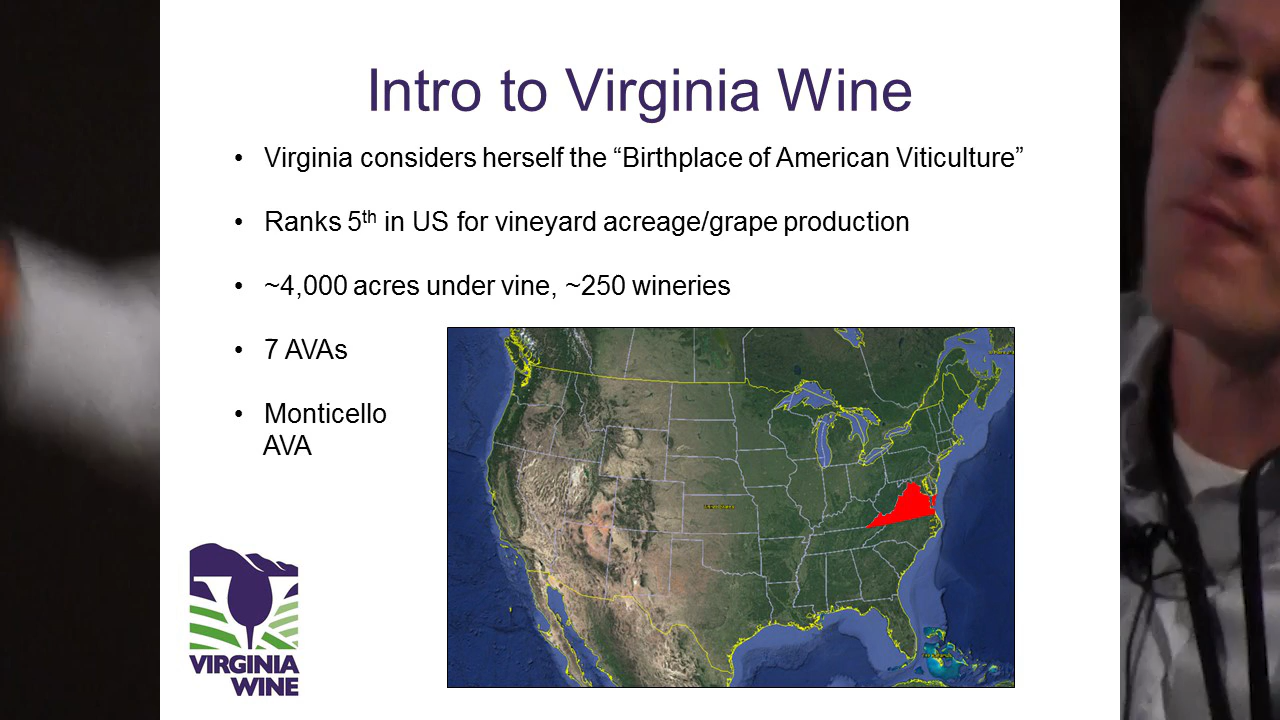 Intro to Virginia Wine
• Virginia considers herself the “Birthplace of American Viticulture”
• Ranks 5th in US for vineyard acreage/grape production
• ~4,000 acres under vine, ~250 wineries
• 7 AVAs
• Monticello
AVA
VIRGINIA
WINE